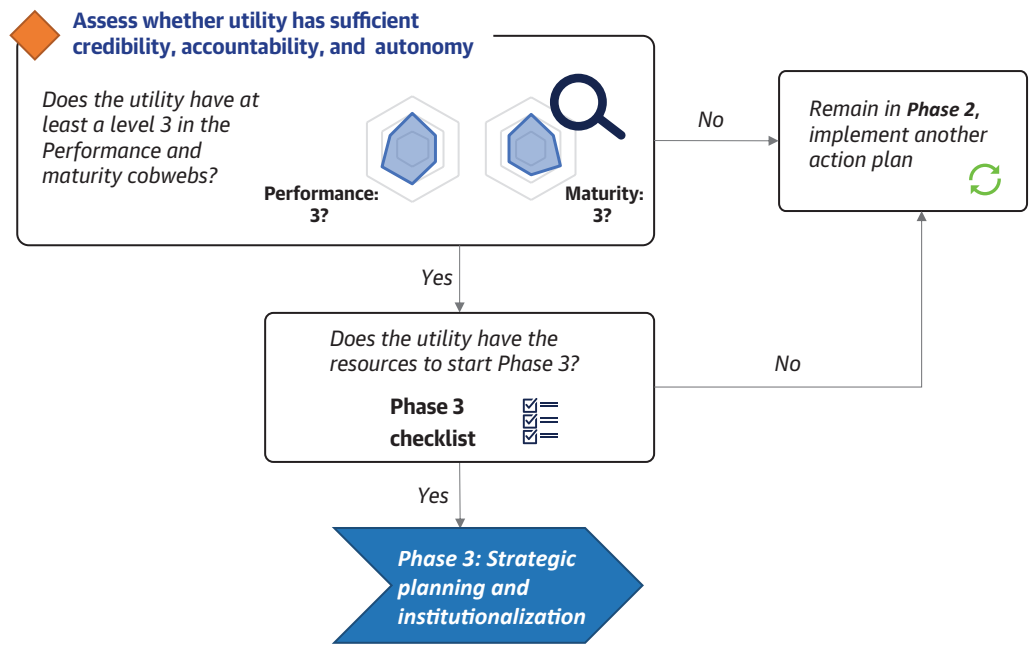 Assess whether utility has sufficient
credibility, accountability, and autonomy
Does the utility have at
least a level 3 in the
Performance and
maturity cobwebs?
Performance:
3?
Maturity:
3?
No
Remain in Phase 2,
implement another
action plan
Yes
Does the utility have the
resources to start Phase 3?
Phase 3
checklist
No
Yes
Phase 3: Strategic
planning and
institutionalization